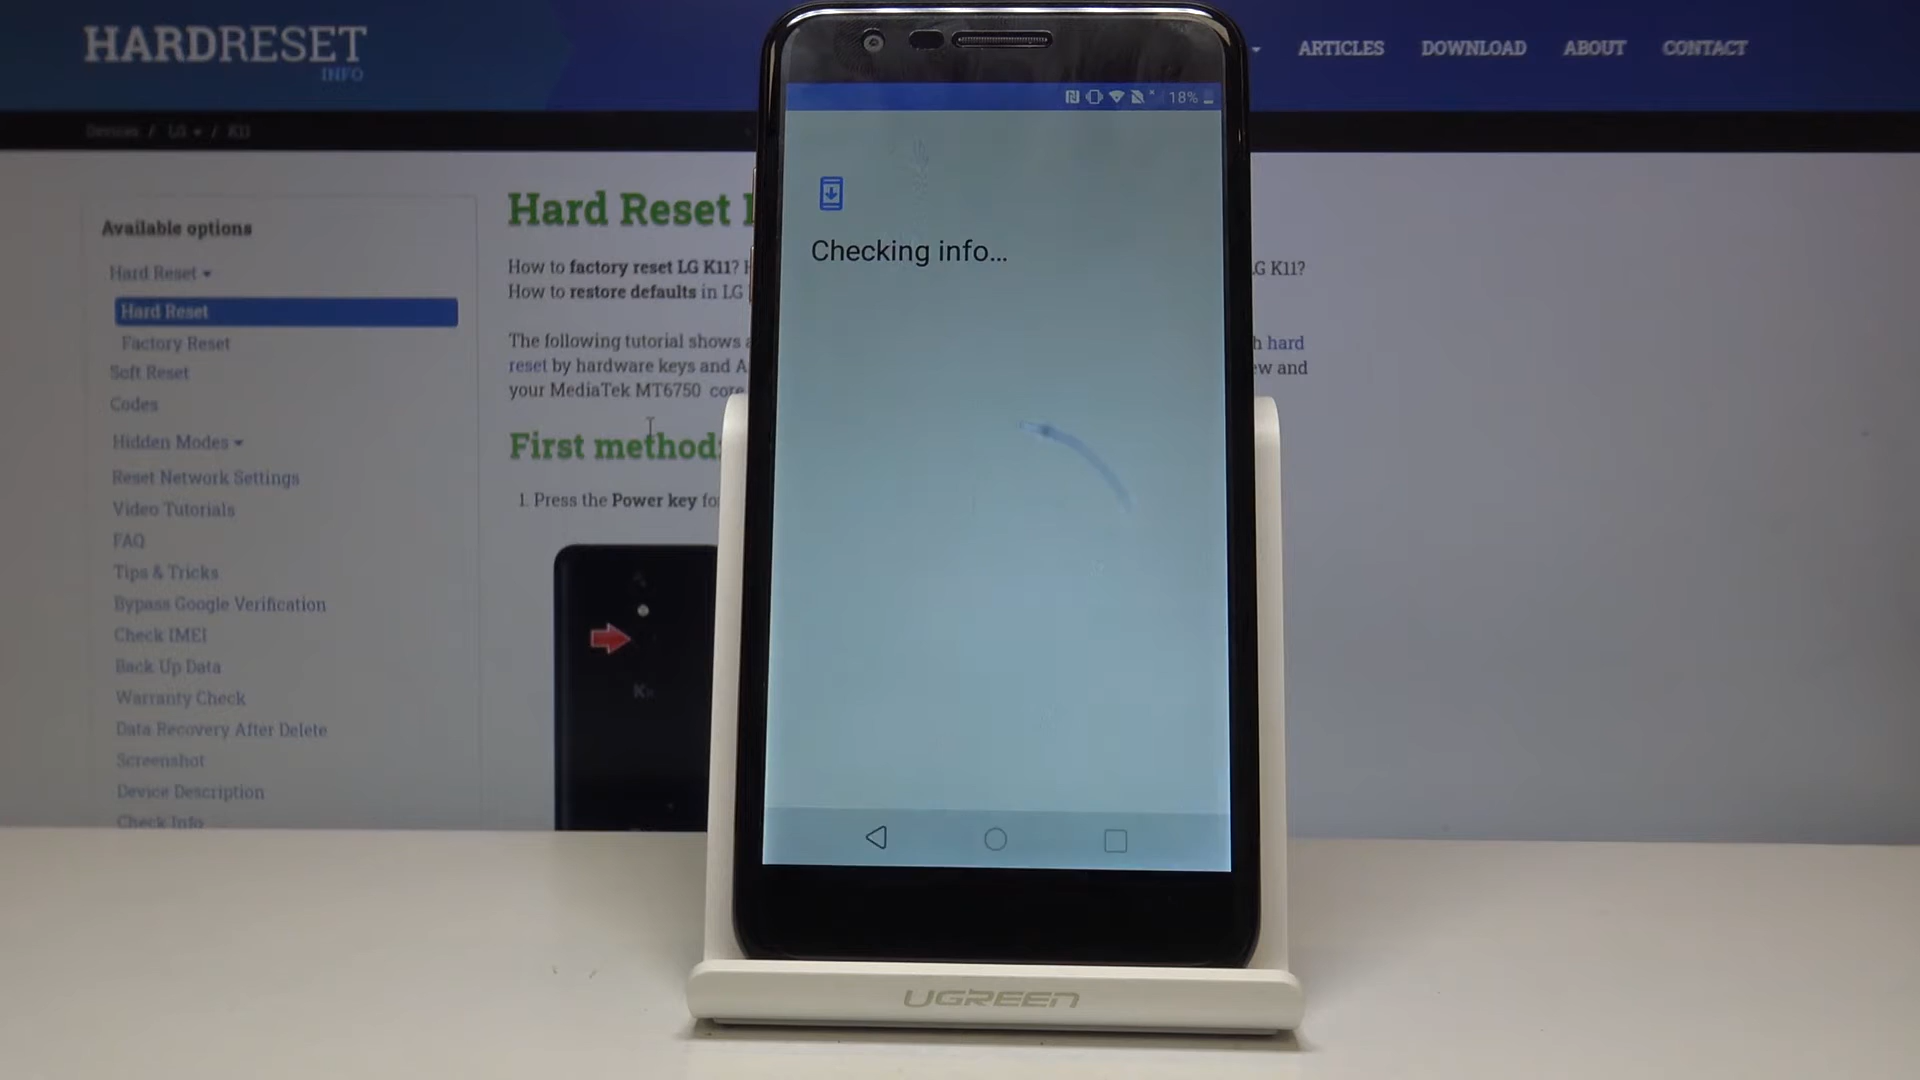 HARDRESET
INFO
ARTICLES
DOWNLOAD
ABOUT
CONTACT
Devices / LG / K11
Available options
Hard Reset
Hard Reset
Factory Reset
Soft Reset
Codes
Hidden Modes
Reset Network Settings
Video Tutorials
FAQ
Tips & Tricks
Bypass Google Verification
Check IMEI
Back Up Data
Warranty Check
Data Recovery After Delete
Screenshot
Device Description
Check Info
Hard Reset
How to factory reset LG K11?
LG K11?
How to restore defaults in LG
The following tutorial shows
hard
reset by hardware keys and
and
your MediaTek MT6750 core
First method:
1. Press the Power key
18%
Checking info...
UGREEN